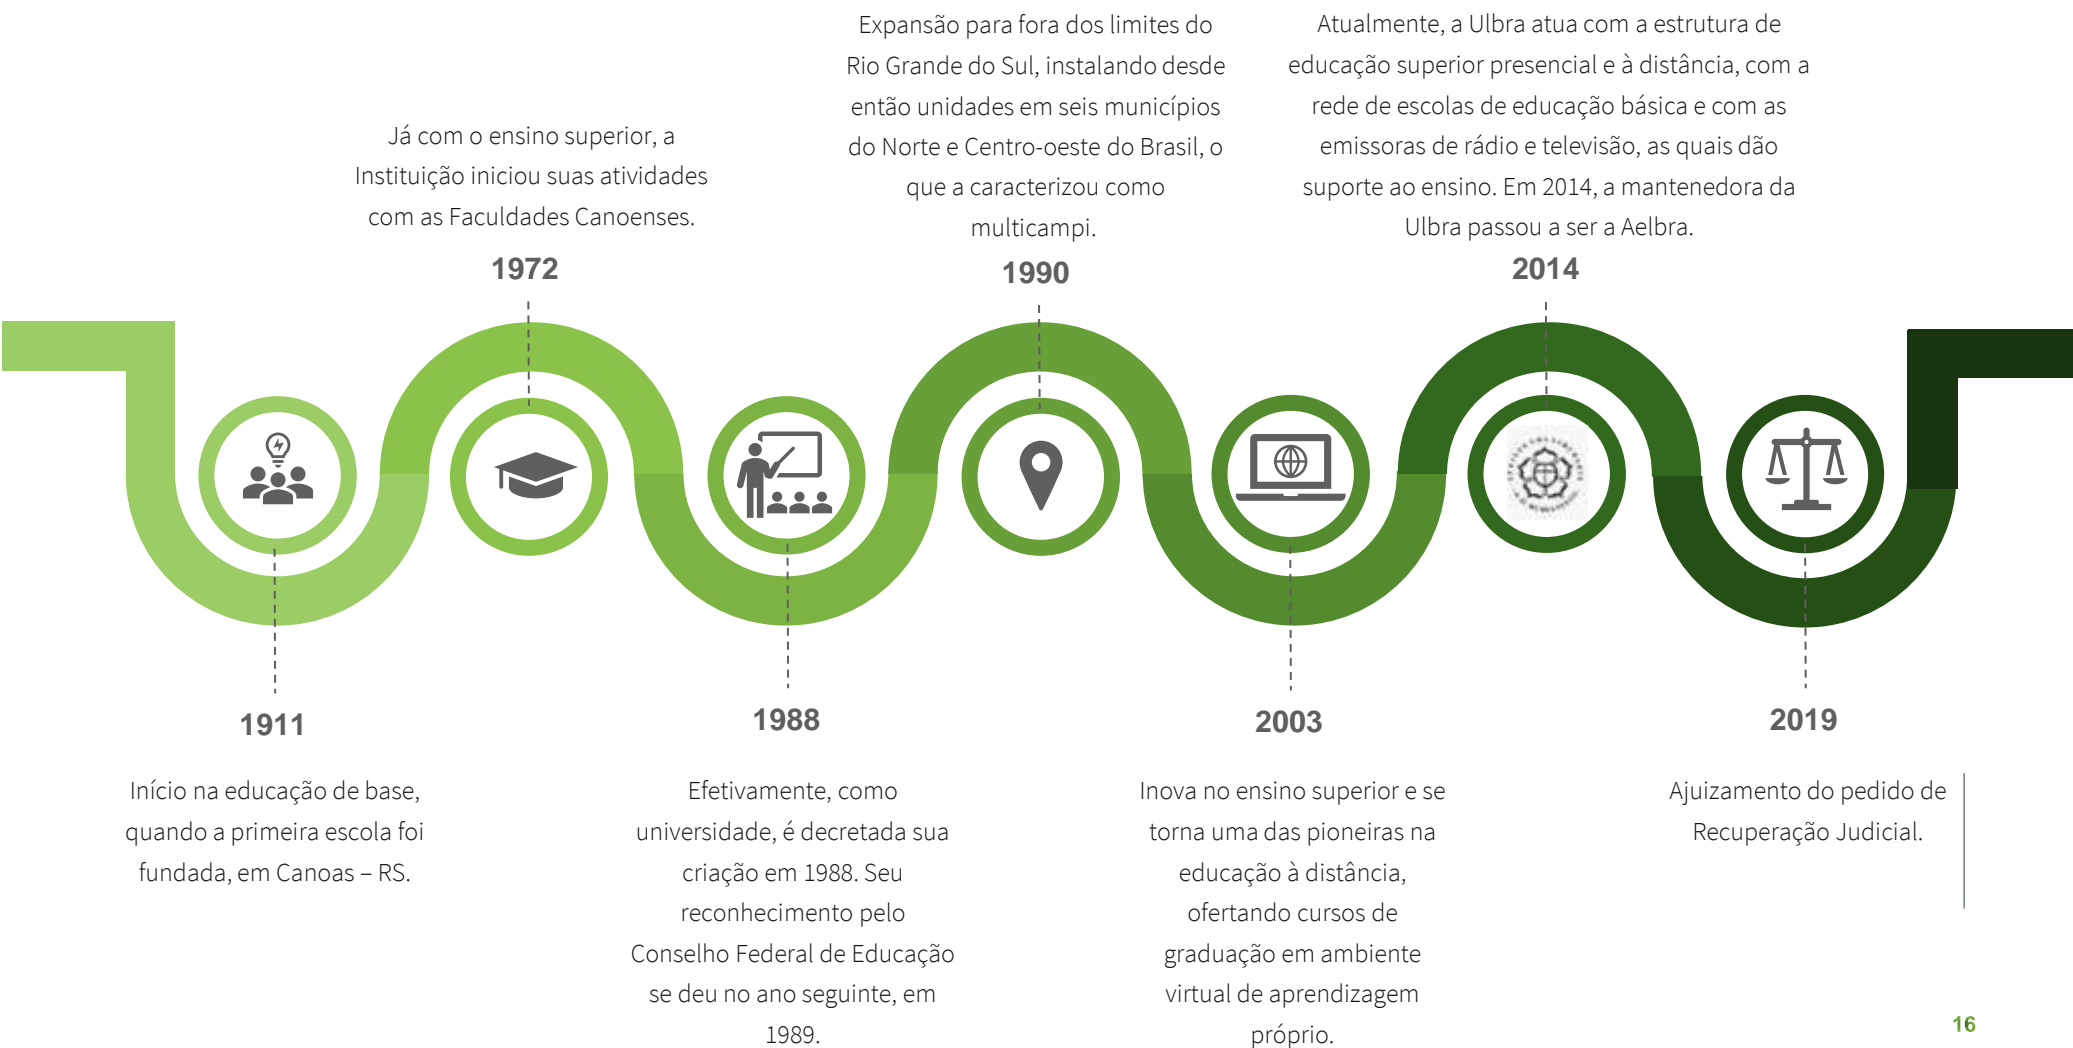 Já com o ensino superior, a
Instituição iniciou suas atividades
com as Faculdades Canoenses.
1972
Expansão para fora dos limites do
Rio Grande do Sul, instalando desde
então unidades em seis municípios
do Norte e Centro-oeste do Brasil, o
que a caracterizou como
multicampi.
1990
Atualmente, a Ulbra atua com a estrutura de
educação superior presencial e à distância, com a
rede de escolas de educação básica e com as
emissoras de rádio e televisão, as quais dão
suporte ao ensino. Em 2014, a mantenedora da
Ulbra passou a ser a Aelbra.
2014
1911
Início na educação de base,
quando a primeira escola foi
fundada, em Canoas – RS.
1988
Efetivamente, como
universidade, é decretada sua
criação em 1988. Seu
reconhecimento pelo
Conselho Federal de Educação
se deu no ano seguinte, em
1989.
2003
Inova no ensino superior e se
torna uma das pioneiras na
educação à distância,
ofertando cursos de
graduação em ambiente
virtual de aprendizagem
próprio.
2019
Ajuizamento do pedido de
Recuperação Judicial.
16